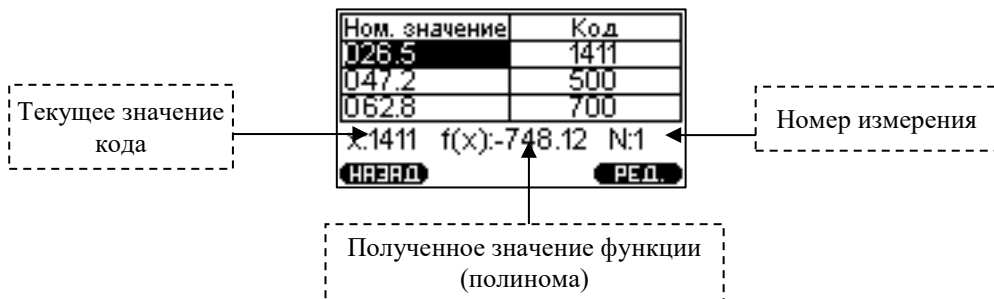 Ном. значение Код
026.5 1411
047.2 500
062.8 700
x:1411 f(x):-748.12 N:1
НАЗАД РЕД.
Текущее значение
кода
Номер измерения
Полученное значение функции
(полинома)